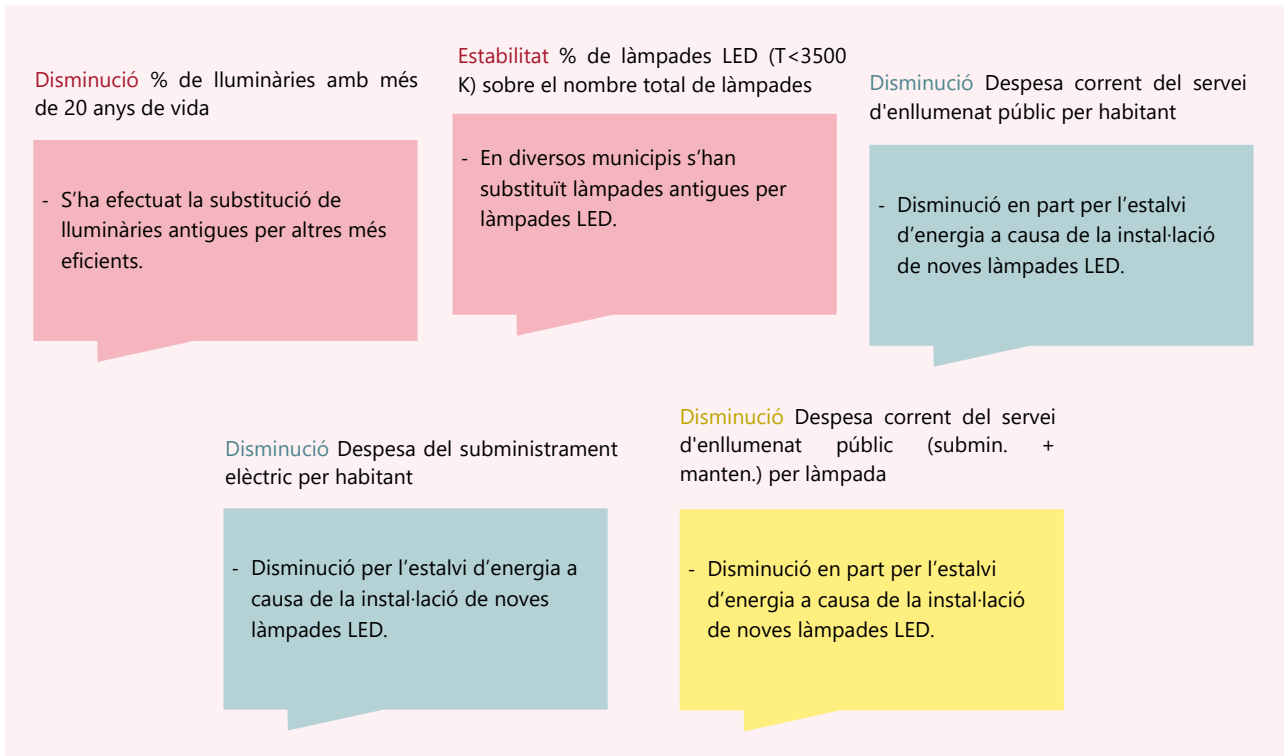 Disminució % de lluminàries amb més
de 20 anys de vida
- S’ha efectuat la substitució de
lluminàries antigues per altres més
eficients.
Estabilitat % de làmpades LED (T<3500
K) sobre el nombre total de làmpades
- En diversos municipis s’han
substituït làmpades antigues per
làmpades LED.
Disminució Despesa corrent del servei
d'enllumenat públic per habitant
- Disminució en part per l’estalvi
d’energia a causa de la instal·lació
de noves làmpades LED.
Disminució Despesa del subministrament
elèctric per habitant
- Disminució per l’estalvi d’energia a
causa de la instal·lació de noves
làmpades LED.
Disminució Despesa corrent del servei
d'enllumenat públic (submin. +
manten.) per làmpada
- Disminució en part per l’estalvi
d’energia a causa de la instal·lació
de noves làmpades LED.